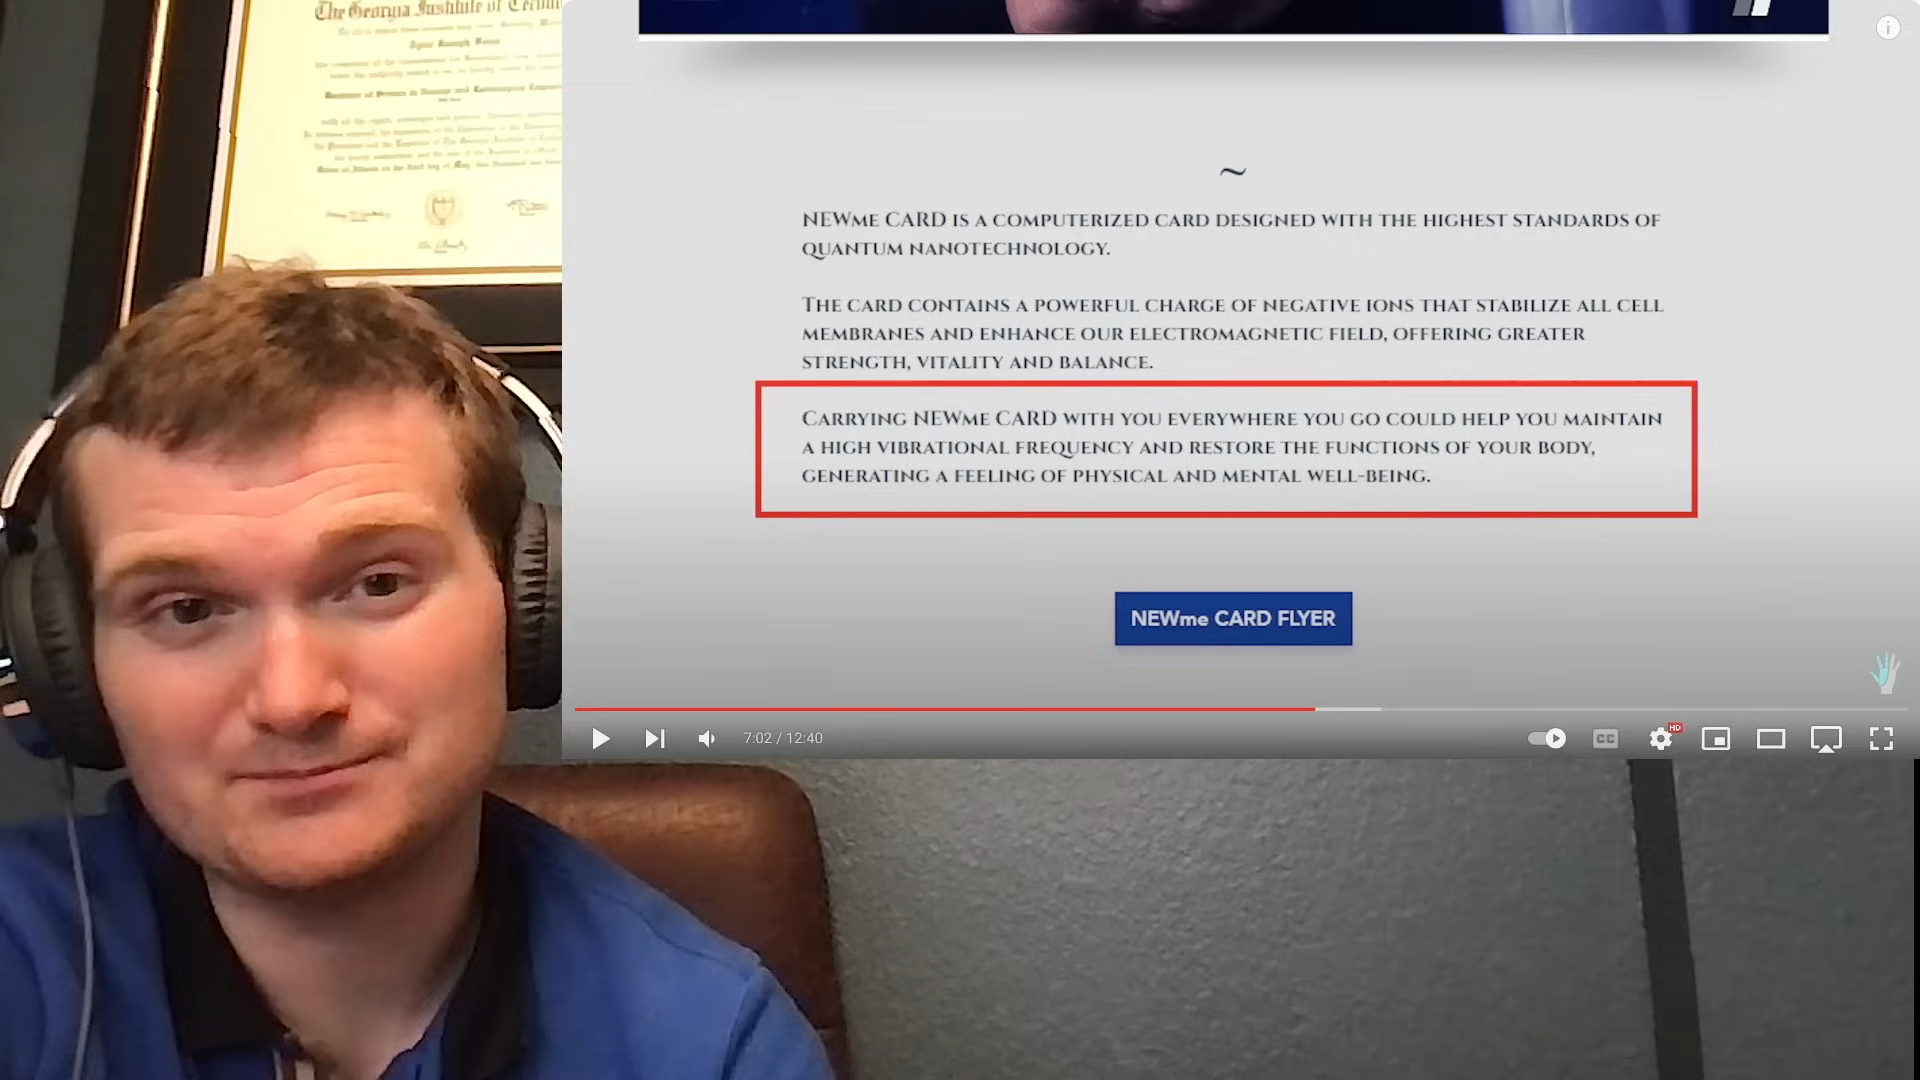 The Georgia Institute of
NEWme CARD IS A COMPUTERIZED CARD DESIGNED WITH THE HIGHEST STANDARDS OF
QUANTUM NANOTECHNOLOGY.
THE CARD CONTAINS A POWERFUL CHARGE OF NEGATIVE IONS THAT STABILIZE ALL CELL
MEMBRANES AND ENHANCE OUR ELECTROMAGNETIC FIELD, OFFERING GREATER
STRENGTH, VITALITY AND BALANCE.
CARRYING NEWme CARD WITH YOU EVERYWHERE YOU GO COULD HELP YOU MAINTAIN
A HIGH VIBRATIONAL FREQUENCY AND RESTORE THE FUNCTIONS OF YOUR BODY,
GENERATING A FEELING OF PHYSICAL AND MENTAL WELL-BEING.
NEWme CARD FLYER
7:02 / 12:40
CC
HD